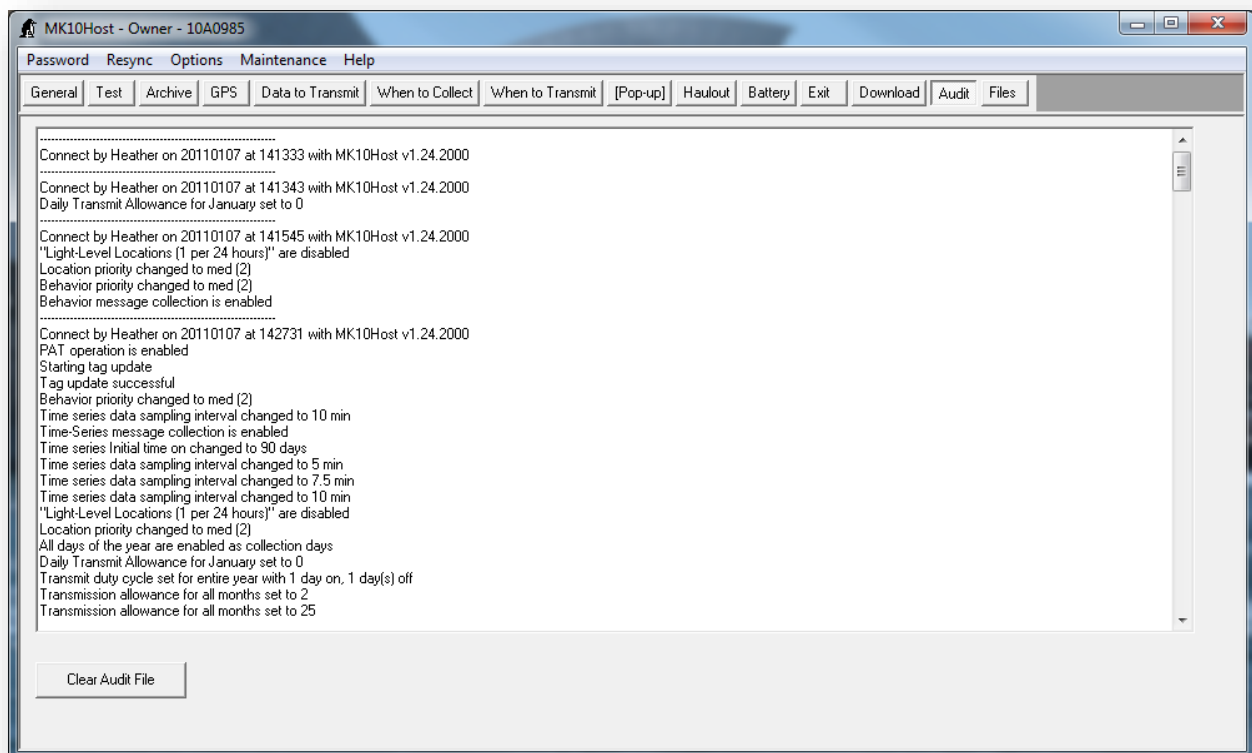 MK10Host - Owner - 10A0985
Password Resync Options Maintenance Help
General Test Archive GPS Data to Transmit When to Collect When to Transmit [Pop-up] Haulout Battery Exit Download Audit Files
----------------------------------------------------------------
Connect by Heather on 20110107 at 141333 with MK10Host v1.24.2000
----------------------------------------------------------------
Connect by Heather on 20110107 at 141343 with MK10Host v1.24.2000
Daily Transmit Allowance for January set to 0
----------------------------------------------------------------
Connect by Heather on 20110107 at 141545 with MK10Host v1.24.2000
"Light-Level Locations (1 per 24 hours)" are disabled
Location priority changed to med (2)
Behavior priority changed to med (2)
Behavior message collection is enabled
----------------------------------------------------------------
Connect by Heather on 20110107 at 142731 with MK10Host v1.24.2000
PAT operation is enabled
Starting tag update
Tag update successful
Behavior priority changed to med (2)
Time series data sampling interval changed to 10 min
Time-Series message collection is enabled
Time series Initial time on changed to 90 days
Time series data sampling interval changed to 5 min
Time series data sampling interval changed to 7.5 min
Time series data sampling interval changed to 10 min
"Light-Level Locations (1 per 24 hours)" are disabled
Location priority changed to med (2)
All days of the year are enabled as collection days
Daily Transmit Allowance for January set to 0
Transmit duty cycle set for entire year with 1 day on, 1 day(s) off
Transmission allowance for all months set to 2
Transmission allowance for all months set to 25
Clear Audit File